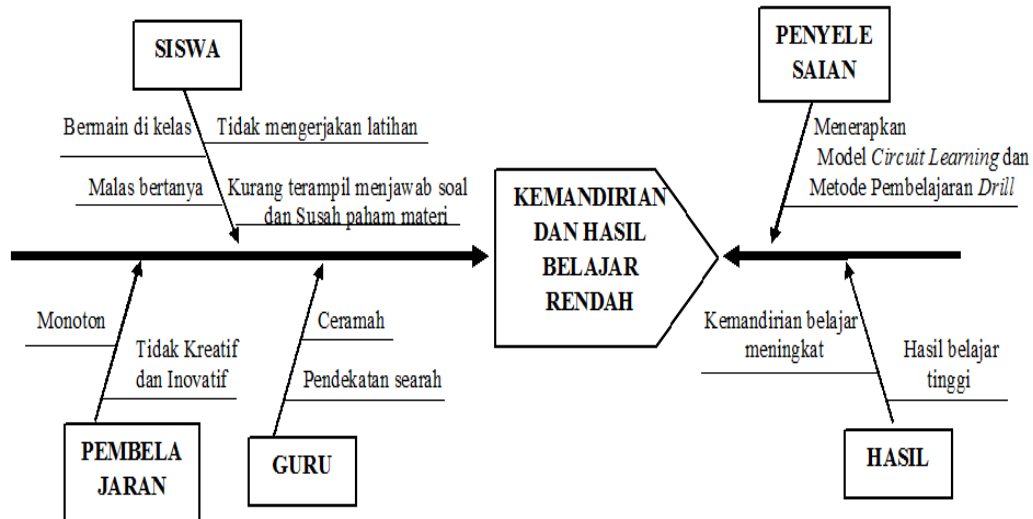 SISWA
Bermain di kelas
Tidak mengerjakan latihan
Malas bertanya
Kurang terampil menjawab soal
dan Susah paham materi
PENYELE
SAIAN
Menerapkan
Model Circuit Learning dan
Metode Pembelajaran Drill
KEMANDIRIAN
DAN HASIL
BELAJAR
RENDAH
Monoton
Tidak Kreatif
dan Inovatif
PEMBELA
JARAN
Ceramah
Pendekatan searah
GURU
Kemandirian belajar
meningkat
Hasil belajar
tinggi
HASIL